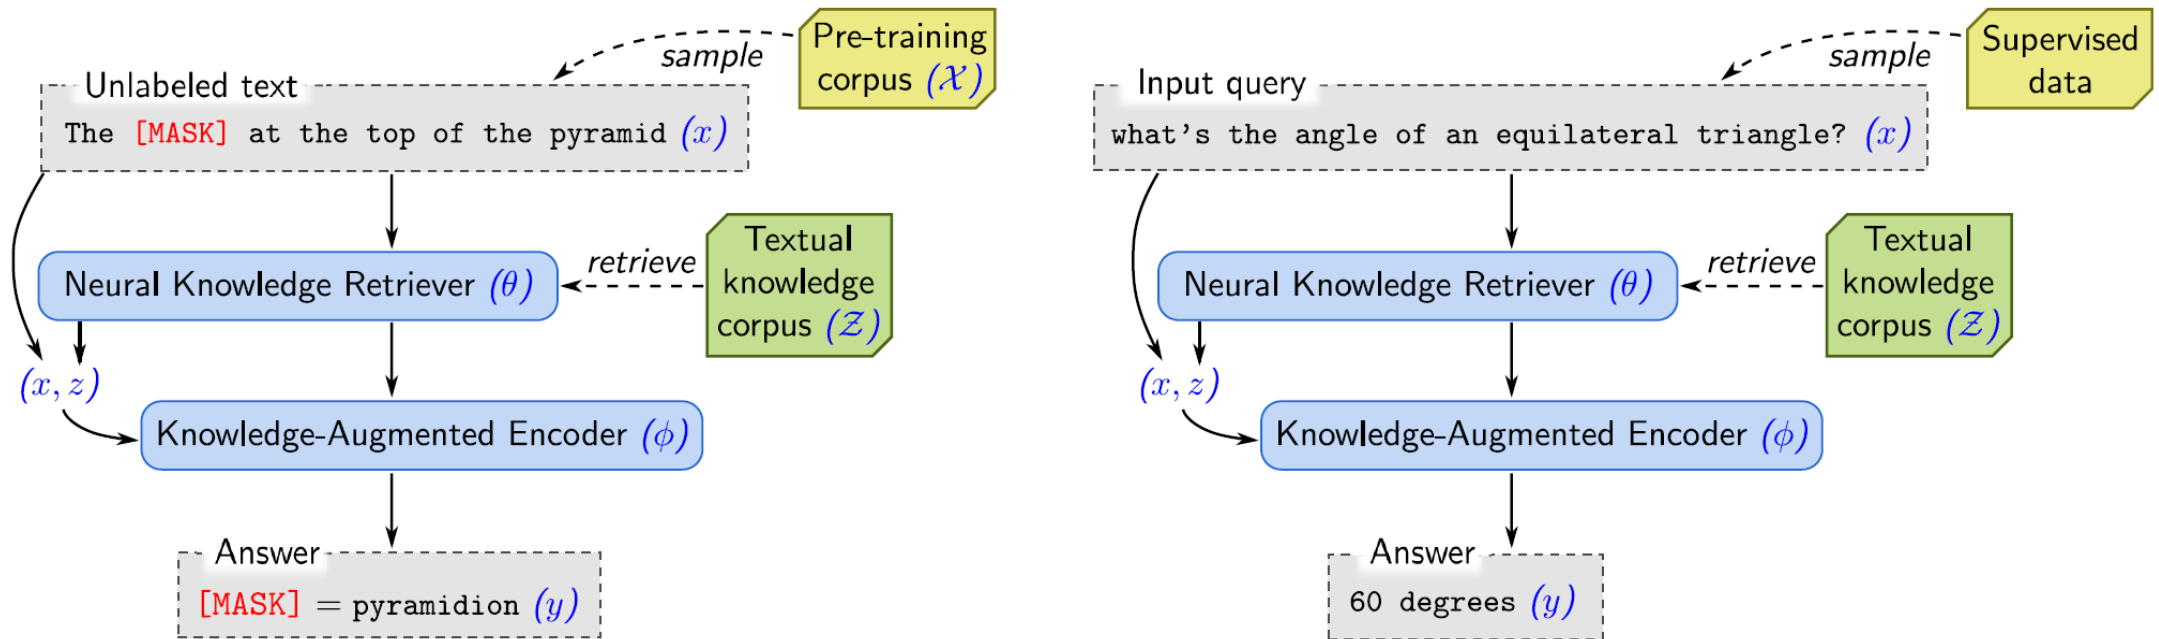 Pre-training
corpus (𝒳)
sample
Unlabeled text
The [MASK] at the top of the pyramid (x)
Neural Knowledge Retriever (θ)
retrieve
Textual
knowledge
corpus (𝒵)
(x, z)
Knowledge-Augmented Encoder (ϕ)
Answer
[MASK] = pyramidion (y)
Supervised
data
sample
Input query
what's the angle of an equilateral triangle? (x)
Neural Knowledge Retriever (θ)
retrieve
Textual
knowledge
corpus (𝒵)
(x, z)
Knowledge-Augmented Encoder (ϕ)
Answer
60 degrees (y)